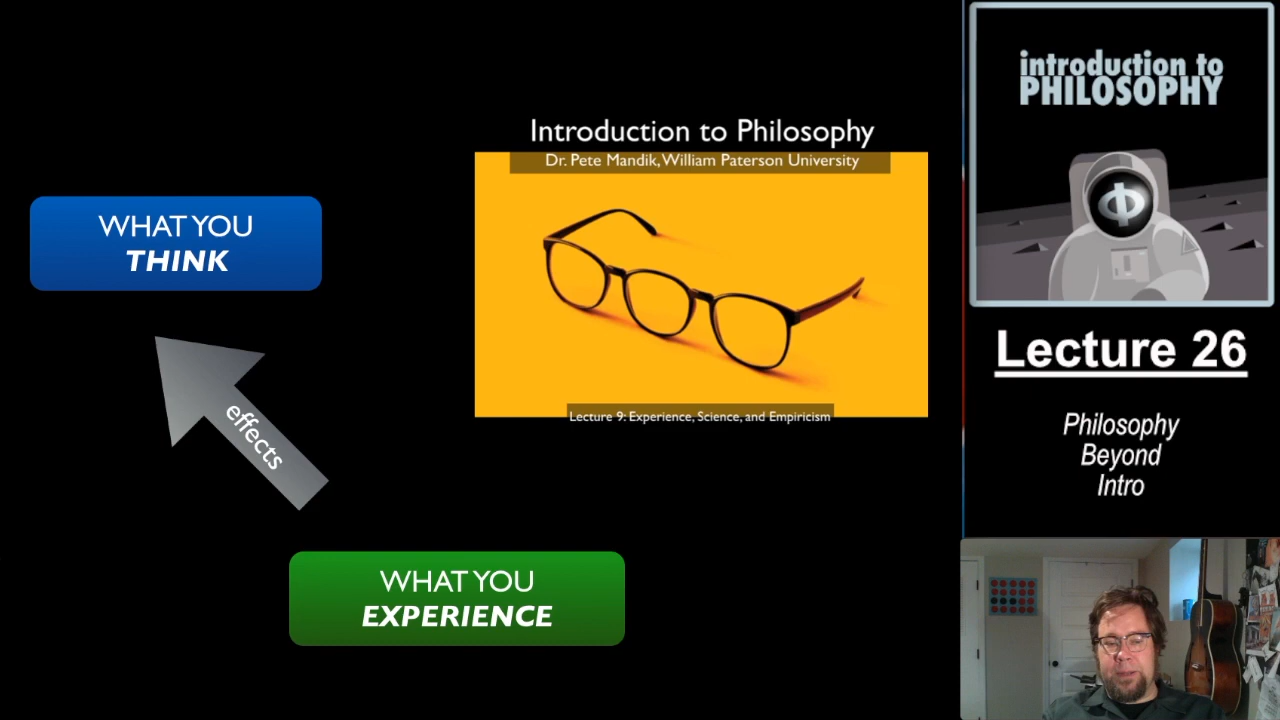 WHAT YOU
THINK
effects
WHAT YOU
EXPERIENCE
Introduction to Philosophy
Dr. Pete Mandik, William Paterson University
Lecture 9: Experience, Science, and Empiricism
introduction to
PHILOSOPHY
Φ
Lecture 26
Philosophy
Beyond
Intro